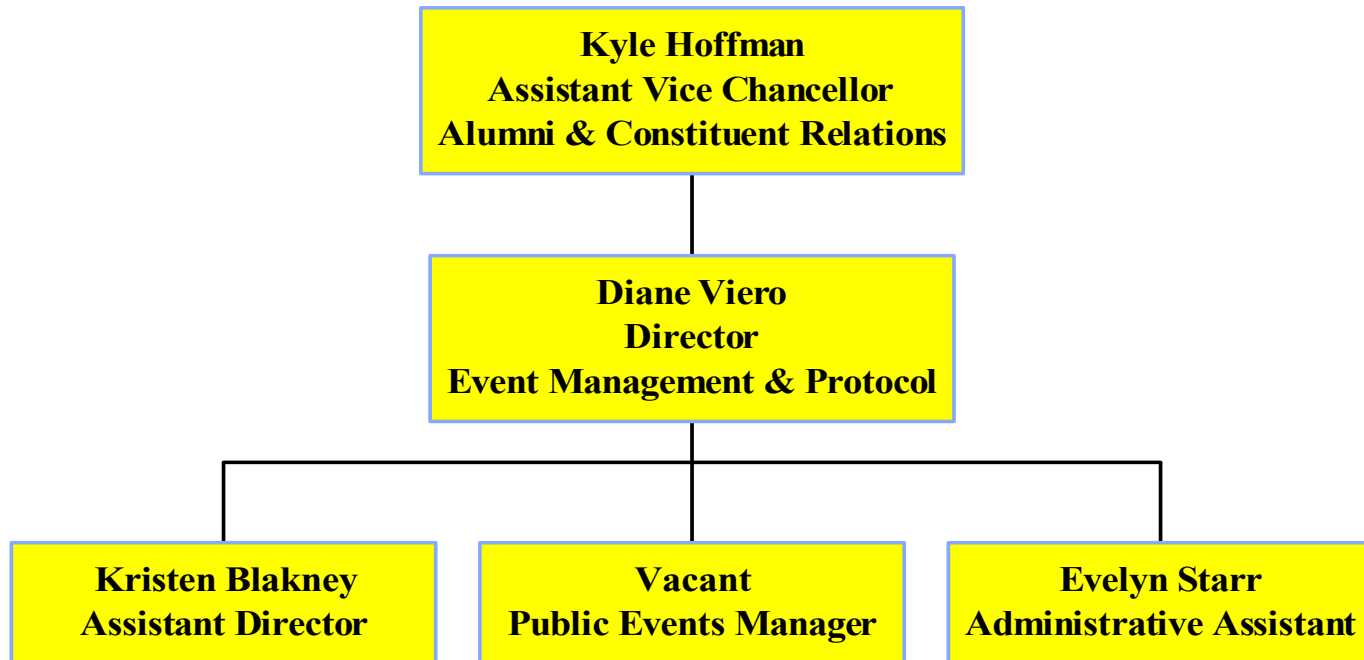 Kyle Hoffman
Assistant Vice Chancellor
Alumni & Constituent Relations
Diane Viero
Director
Event Management & Protocol
Kristen Blakney
Assistant Director
Vacant
Public Events Manager
Evelyn Starr
Administrative Assistant